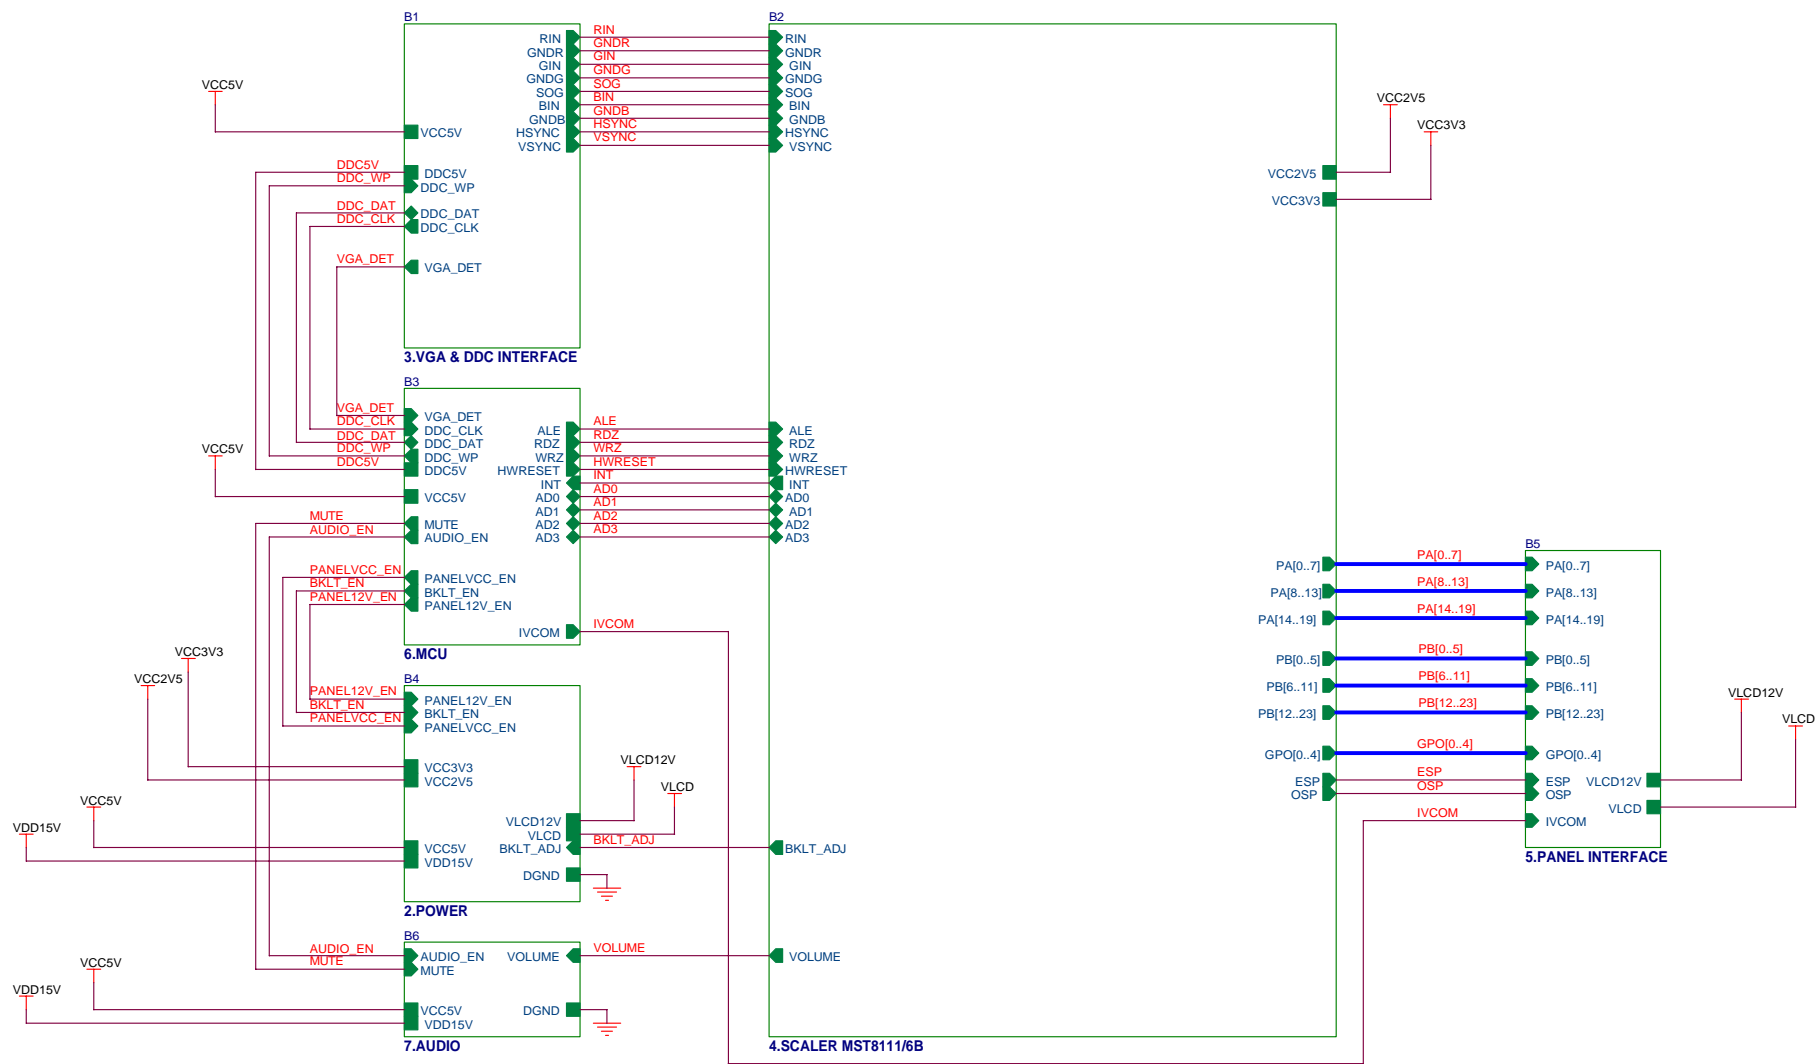 B1
VCC5V
RIN
GNDR
GIN
GNDG
SOG
BIN
GNDB
HSYNC
VSYNC
VCC5V
DDC5V
DDC_WP
DDC_DAT
DDC_CLK
VGA_DET
DDC5V
DDC_WP
DDC_DAT
DDC_CLK
VGA_DET
3.VGA & DDC INTERFACE
RIN
GNDR
GIN
GNDG
SOG
BIN
GNDB
HSYNC
VSYNC
B2
RIN
GNDR
GIN
GNDG
SOG
BIN
GNDB
HSYNC
VSYNC
VCC2V5
VCC3V3
VCC2V5
VCC3V3
B3
VGA_DET
DDC_CLK
DDC_DAT
DDC_WP
DDC5V
VCC5V
VGA_DET
DDC_CLK
DDC_DAT
DDC_WP
DDC5V
VCC5V
MUTE
AUDIO_EN
MUTE
AUDIO_EN
PANELVCC_EN
BKLT_EN
PANEL12V_EN
PANELVCC_EN
BKLT_EN
PANEL12V_EN
ALE
RDZ
WRZ
HWRESET
INT
AD0
AD1
AD2
AD3
IVCOM
6.MCU
ALE
RDZ
WRZ
HWRESET
INT
AD0
AD1
AD2
AD3
IVCOM
ALE
RDZ
WRZ
HWRESET
INT
AD0
AD1
AD2
AD3
VCC3V3
VCC2V5
B4
PANEL12V_EN
BKLT_EN
PANELVCC_EN
PANEL12V_EN
BKLT_EN
PANELVCC_EN
VCC3V3
VCC2V5
VCC5V
VDD15V
VCC5V
VDD15V
VLCD12V
VLCD
VLCD12V
VLCD
BKLT_ADJ
DGND
BKLT_ADJ
BKLT_ADJ
2.POWER
B6
AUDIO_EN
MUTE
AUDIO_EN
MUTE
VCC5V
VDD15V
VCC5V
VDD15V
VOLUME
DGND
VOLUME
VOLUME
7.AUDIO
4.SCALER MST8111/6B
PA[0..7]
PA[8..13]
PA[14..19]
PB[0..5]
PB[6..11]
PB[12..23]
GPO[0..4]
ESP
OSP
PA[0..7]
PA[8..13]
PA[14..19]
PB[0..5]
PB[6..11]
PB[12..23]
GPO[0..4]
ESP
OSP
IVCOM
B5
PA[0..7]
PA[8..13]
PA[14..19]
PB[0..5]
PB[6..11]
PB[12..23]
GPO[0..4]
ESP
OSP
IVCOM
VLCD12V
VLCD
VLCD12V
VLCD
5.PANEL INTERFACE